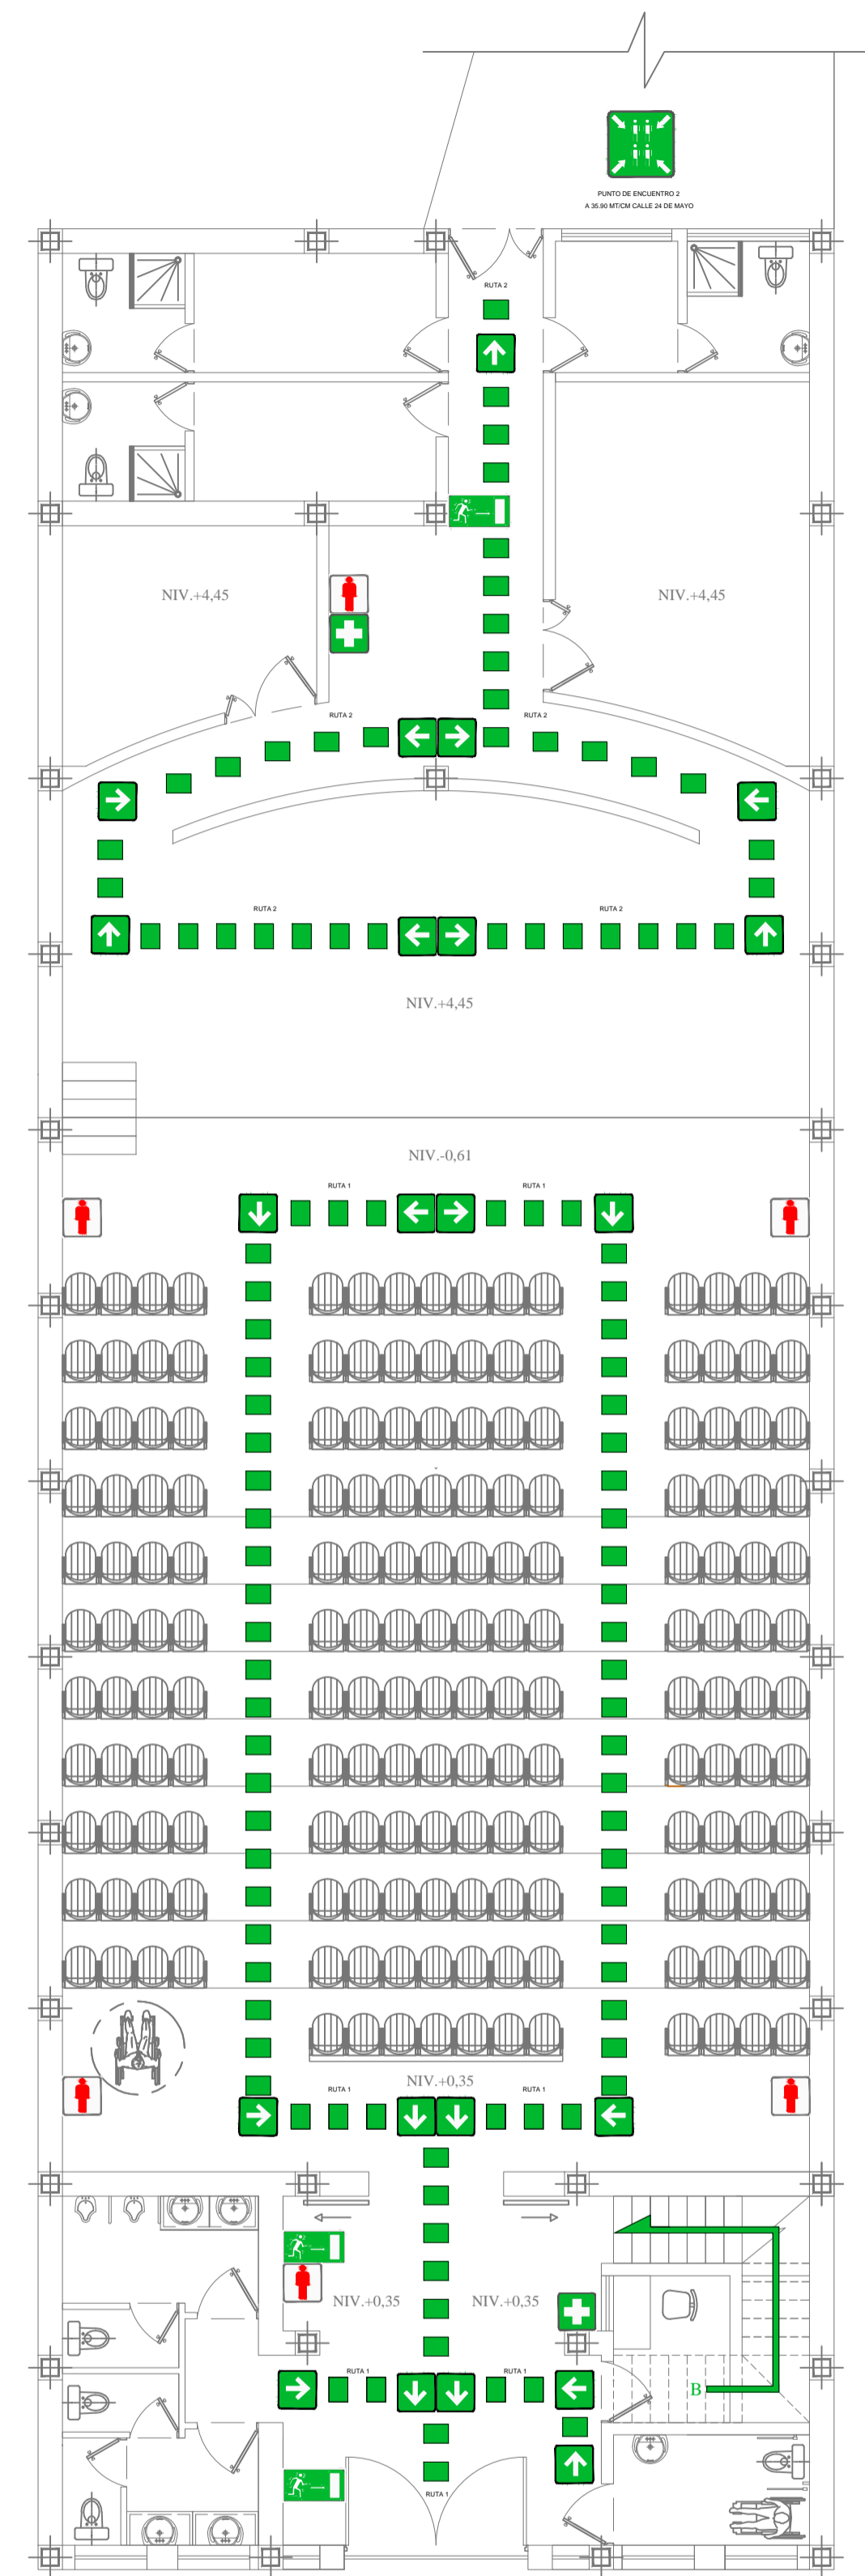 PUNTO DE ENCUENTRO 2
A 35.90 MT/CM CALLE 24 DE MAYO
RUTA 2
NIV.+4,45
NIV.+4,45
RUTA 2
RUTA 2
RUTA 2
RUTA 2
NIV.+4,45
NIV.-0,61
RUTA 1
RUTA 1
NIV.+0,35
RUTA 1
RUTA 1
NIV.+0,35
NIV.+0,35
RUTA 1
RUTA 1
B
RUTA 1